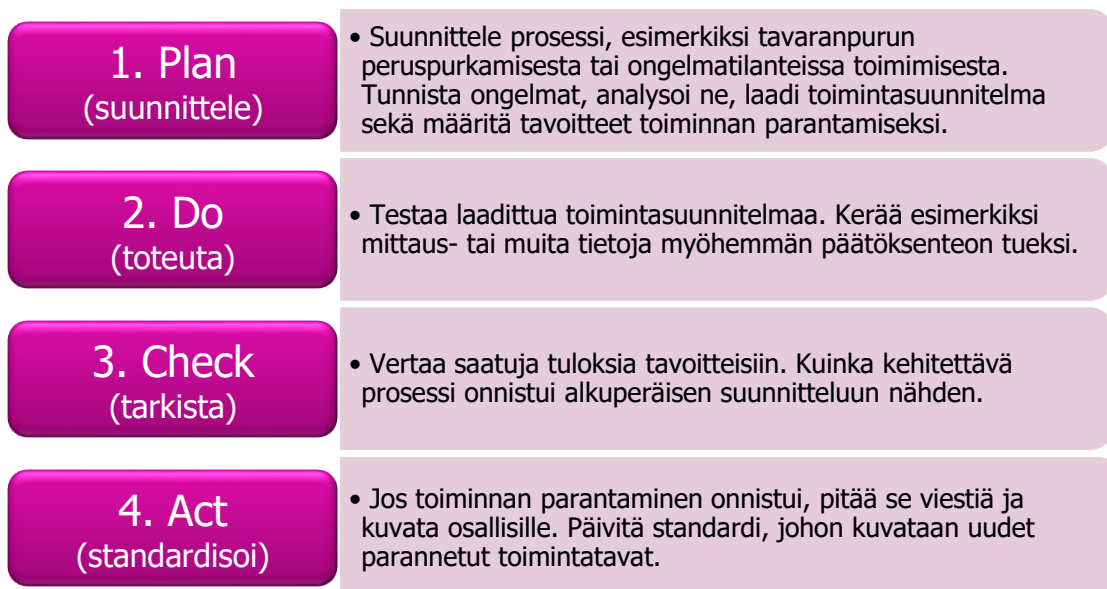 1. Plan
(suunnittele)
• Suunnittele prosessi, esimerkiksi tavaranpurun
peruspurkamisesta tai ongelmatilanteissa toimimisesta.
Tunnista ongelmat, analysoi ne, laadi toimintasuunnitelma
sekä määritä tavoitteet toiminnan parantamiseksi.
2. Do
(toteuta)
• Testaa laadittua toimintasuunnitelmaa. Kerää esimerkiksi
mittaus- tai muita tietoja myöhemmän päätöksenteon tueksi.
3. Check
(tarkista)
• Vertaa saatuja tuloksia tavoitteisiin. Kuinka kehitettävä
prosessi onnistui alkuperäisen suunnitteluun nähden.
4. Act
(standardisoi)
• Jos toiminnan parantaminen onnistui, pitää se viestiä ja
kuvata osallisille. Päivitä standardi, johon kuvataan uudet
parannetut toimintatavat.